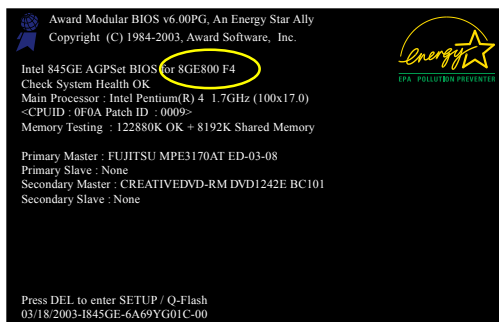 Award Modular BIOS v6.00PG, An Energy Star Ally
Copyright (C) 1984-2003, Award Software, Inc.
energy
EPA POLLUTION PREVENTER
Intel 845GE AGPSet BIOS for 8GE800 F4
Check System Health OK
Main Processor : Intel Pentium(R) 4 1.7GHz (100x17.0)
<CPUID : 0F0A Patch ID : 0009>
Memory Testing : 122880K OK + 8192K Shared Memory
Primary Master : FUJITSU MPE3170AT ED-03-08
Primary Slave : None
Secondary Master : CREATIVEDVD-RM DVD1242E BC101
Secondary Slave : None
Press DEL to enter SETUP / Q-Flash
03/18/2003-I845GE-6A69YG01C-00